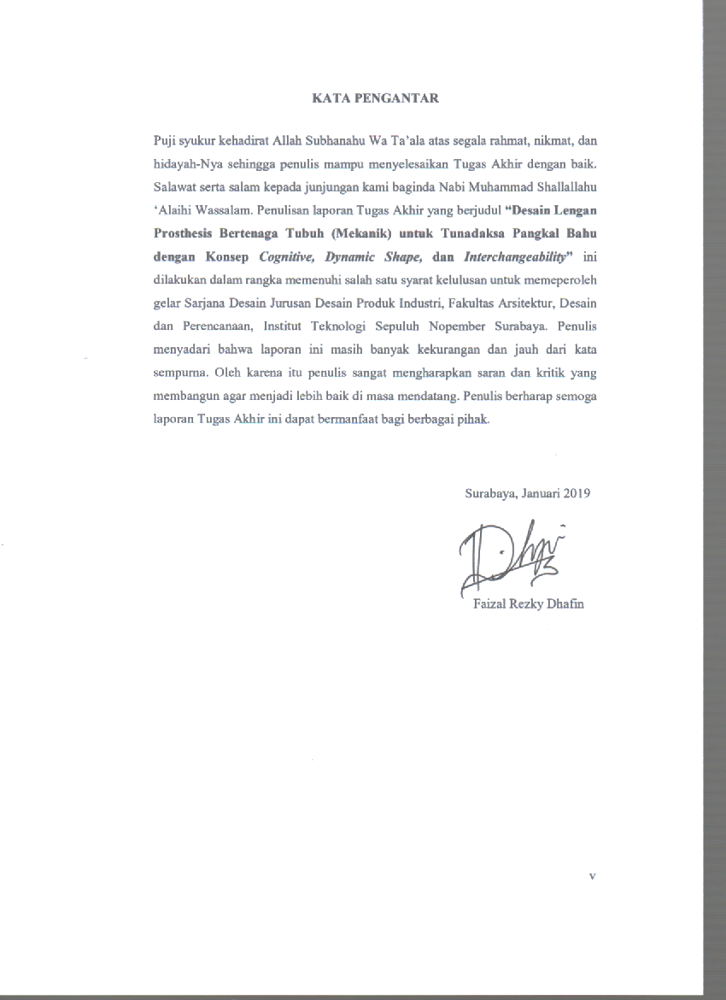 KATA PENGANTAR
Puji syukur kehadirat Allah Subhanahu Wa Ta’ala atas segala rahmat, nikmat, dan
hidayah-Nya sehingga penulis mampu menyelesaikan Tugas Akhir dengan baik.
Salawat serta salam kepada junjungan kami baginda Nabi Muhammad Shallallahu
‘Alaihi Wassalam. Penulisan laporan Tugas Akhir yang berjudul “Desain Lengan
Prosthesis Bertenaga Tubuh (Mekanik) untuk Tunadaksa Pangkal Bahu
dengan Konsep Cognitive, Dynamic Shape, dan Interchangeability” ini
dilakukan dalam rangka memenuhi salah satu syarat kelulusan untuk memeperoleh
gelar Sarjana Desain Jurusan Desain Produk Industri, Fakultas Arsitektur, Desain
dan Perencanaan, Institut Teknologi Sepuluh Nopember Surabaya. Penulis
menyadari bahwa laporan ini masih banyak kekurangan dan jauh dari kata
sempurna. Oleh karena itu penulis sangat mengharapkan saran dan kritik yang
membangun agar menjadi lebih baik di masa mendatang. Penulis berharap semoga
laporan Tugas Akhir ini dapat bermanfaat bagi berbagai pihak.
Surabaya, Januari 2019
Faizal Rezky Dhafin
v